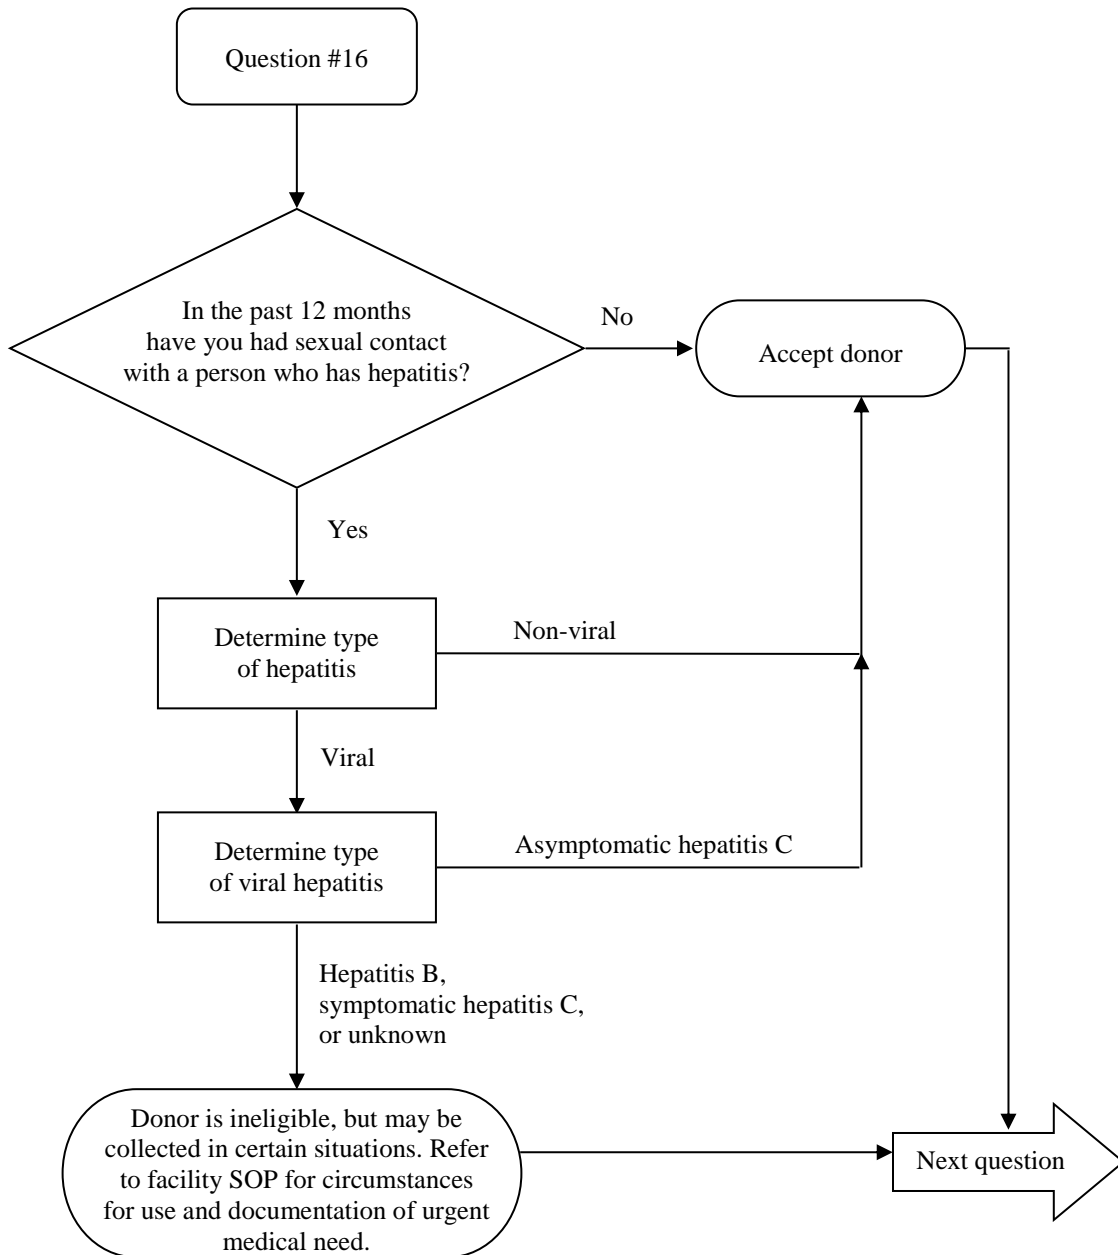 Question #16
In the past 12 months
have you had sexual contact
with a person who has hepatitis?
No
Accept donor
Yes
Determine type
of hepatitis
Non-viral
Viral
Determine type
of viral hepatitis
Asymptomatic hepatitis C
Hepatitis B,
symptomatic hepatitis C,
or unknown
Donor is ineligible, but may be
collected in certain situations. Refer
to facility SOP for circumstances
for use and documentation of urgent
medical need.
Next question